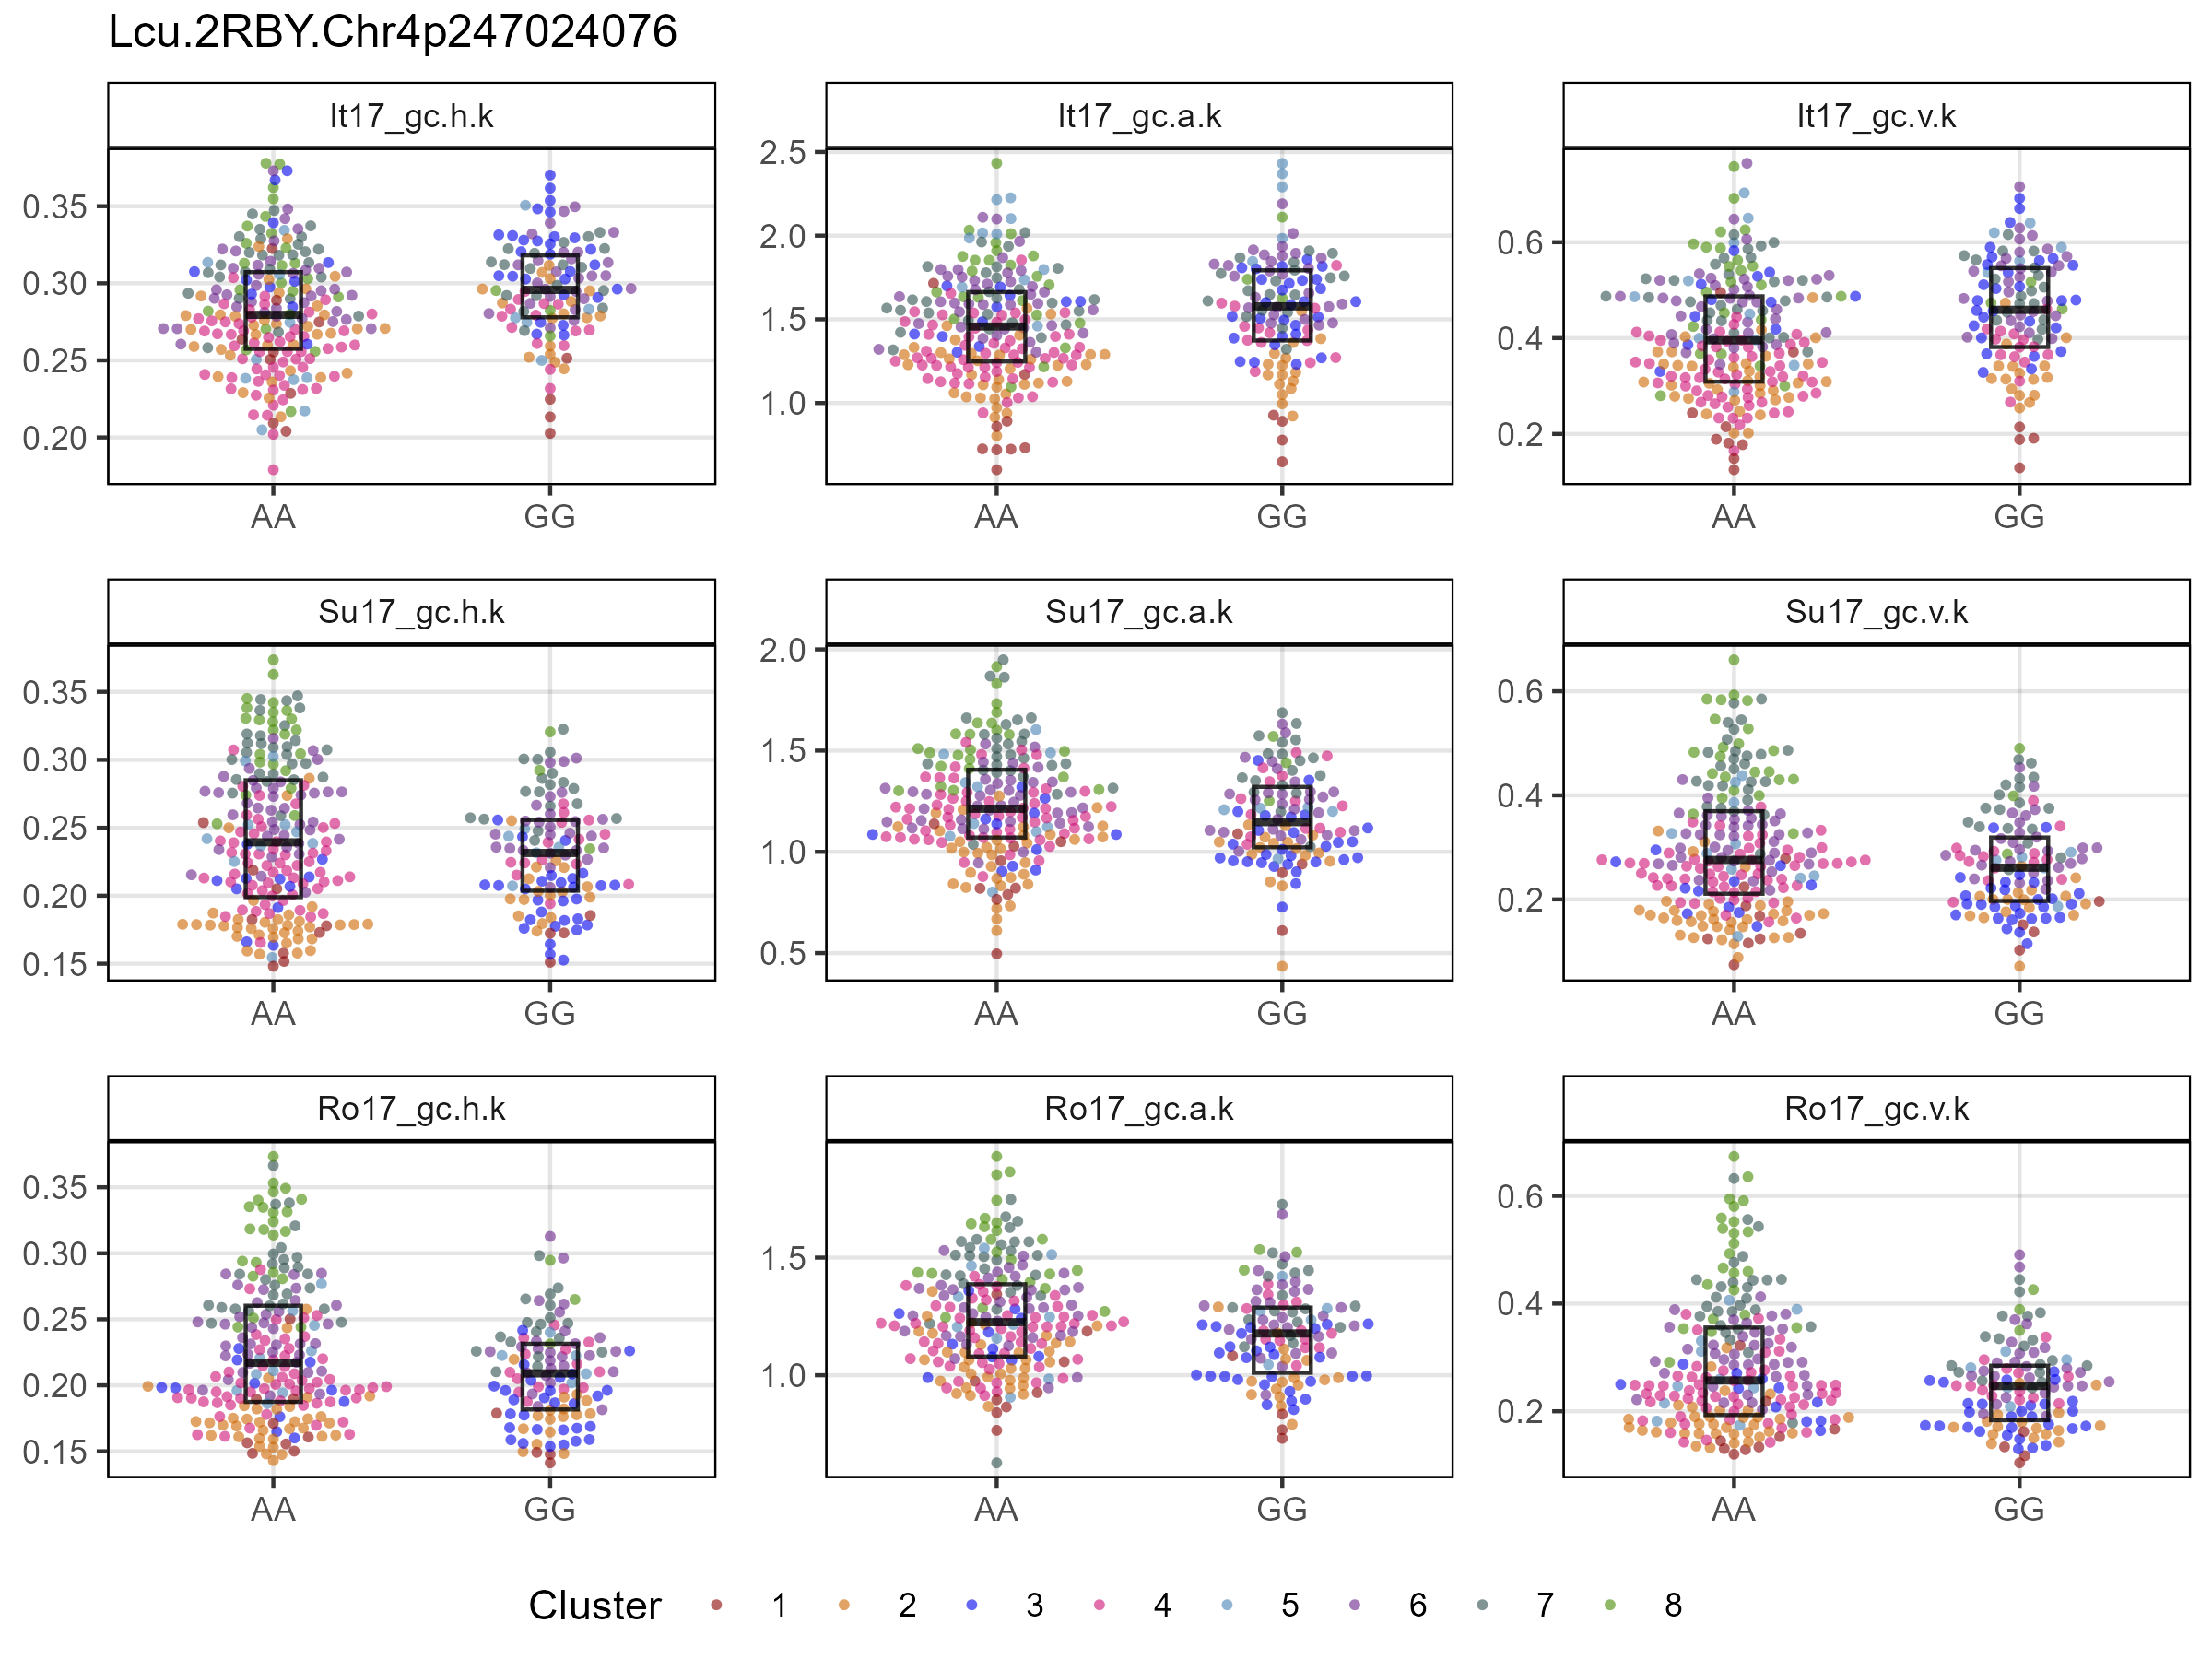 Lcu.2RBY.Chr4p247024076
It17_gc.h.k
It17_gc.a.k
It17_gc.v.k
0.35
0.30
0.25
0.20
2.5
2.0
1.5
1.0
0.6
0.4
0.2
AA
GG
AA
GG
AA
GG
Su17_gc.h.k
Su17_gc.a.k
Su17_gc.v.k
0.35
0.30
0.25
0.20
0.15
2.0
1.5
1.0
0.5
0.6
0.4
0.2
AA
GG
AA
GG
AA
GG
Ro17_gc.h.k
Ro17_gc.a.k
Ro17_gc.v.k
0.35
0.30
0.25
0.20
0.15
1.5
1.0
0.6
0.4
0.2
AA
GG
AA
GG
AA
GG
Cluster 1 2 3 4 5 6 7 8